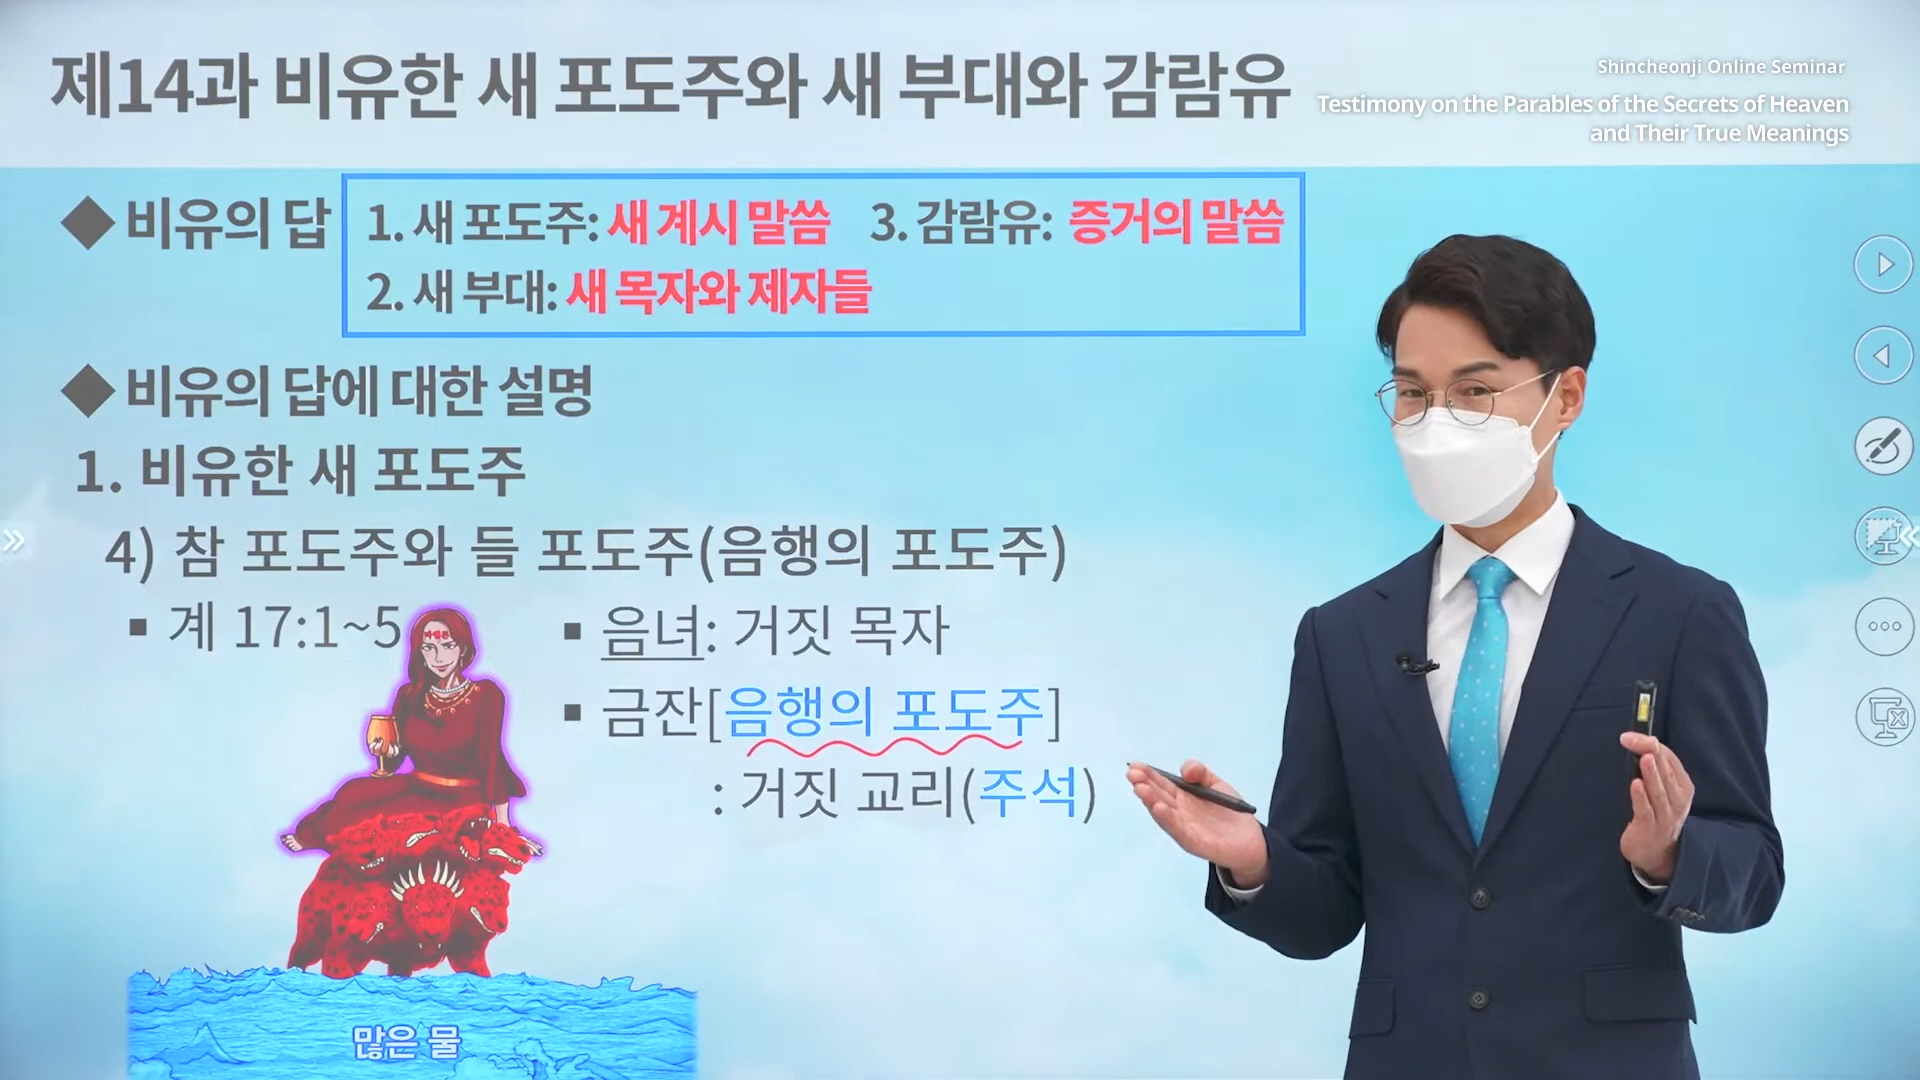 제14과 비유한 새 포도주와 새 부대와 감람유
Shincheonji Online Seminar
Testimony on the Parables of the Secrets of Heaven
and Their True Meanings
◆ 비유의 답
1. 새 포도주: 새 계시 말씀 3. 감람유: 증거의 말씀
2. 새 부대: 새 목자와 제자들
◆ 비유의 답에 대한 설명
1. 비유한 새 포도주
4) 참 포도주와 들 포도주(음행의 포도주)
▪ 계 17:1~5
▪ 음녀: 거짓 목자
▪ 금잔[음행의 포도주]
: 거짓 교리(주석)
많은 물